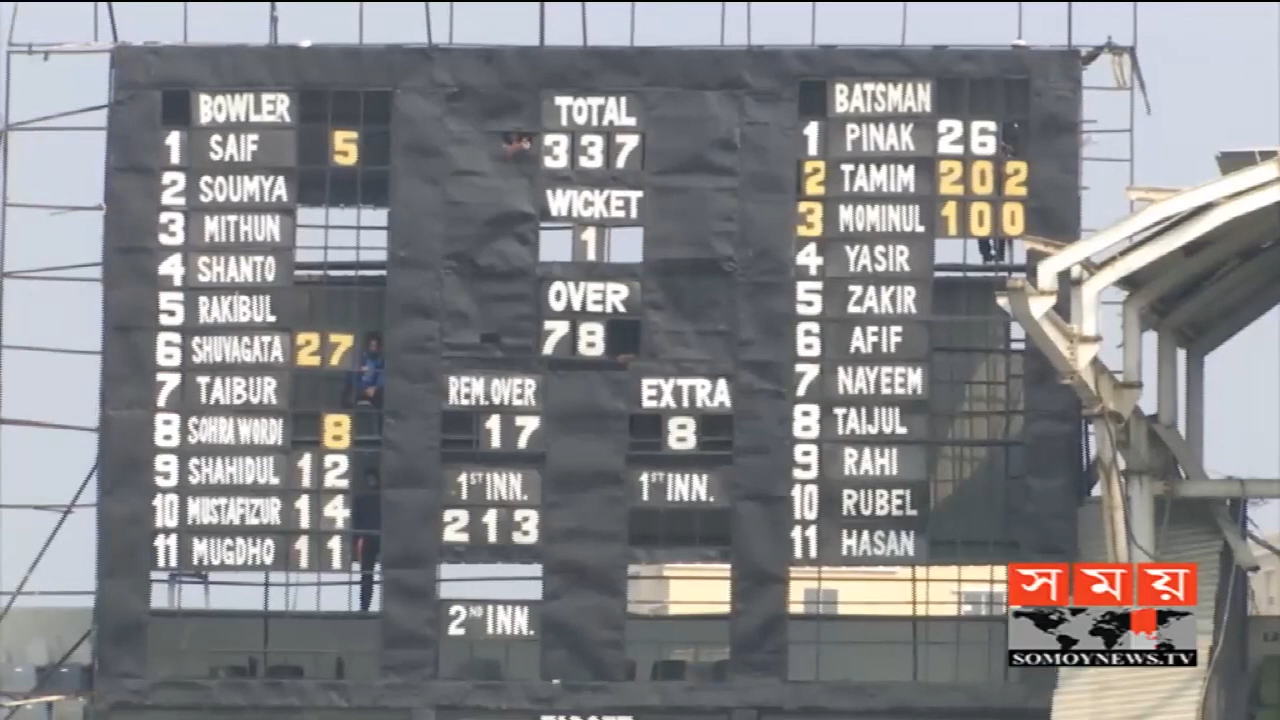 BOWLER
1 SAIF 5
2 SOUMYA
3 MITHUN
4 SHANTO
5 RAKIBUL
6 SHUVAGATA 27
7 TAIBUR
8 SOHRAWORDI 8
9 SHAHIDUL 12
10 MUSTAFIZUR 14
11 MUGDHO 11
TOTAL
337
WICKET
1
OVER
78
REM. OVER
17
1ST INN.
213
2ND INN.
EXTRA
8
1ST INN.
BATSMAN
1 PINAK 26
2 TAMIM 202
3 MOMINUL 100
4 YASIR
5 ZAKIR
6 AFIF
7 NAYEEM
8 TAIJUL
9 RAHI
10 RUBEL
11 HASAN
সময়
SOMOYNEWS.TV